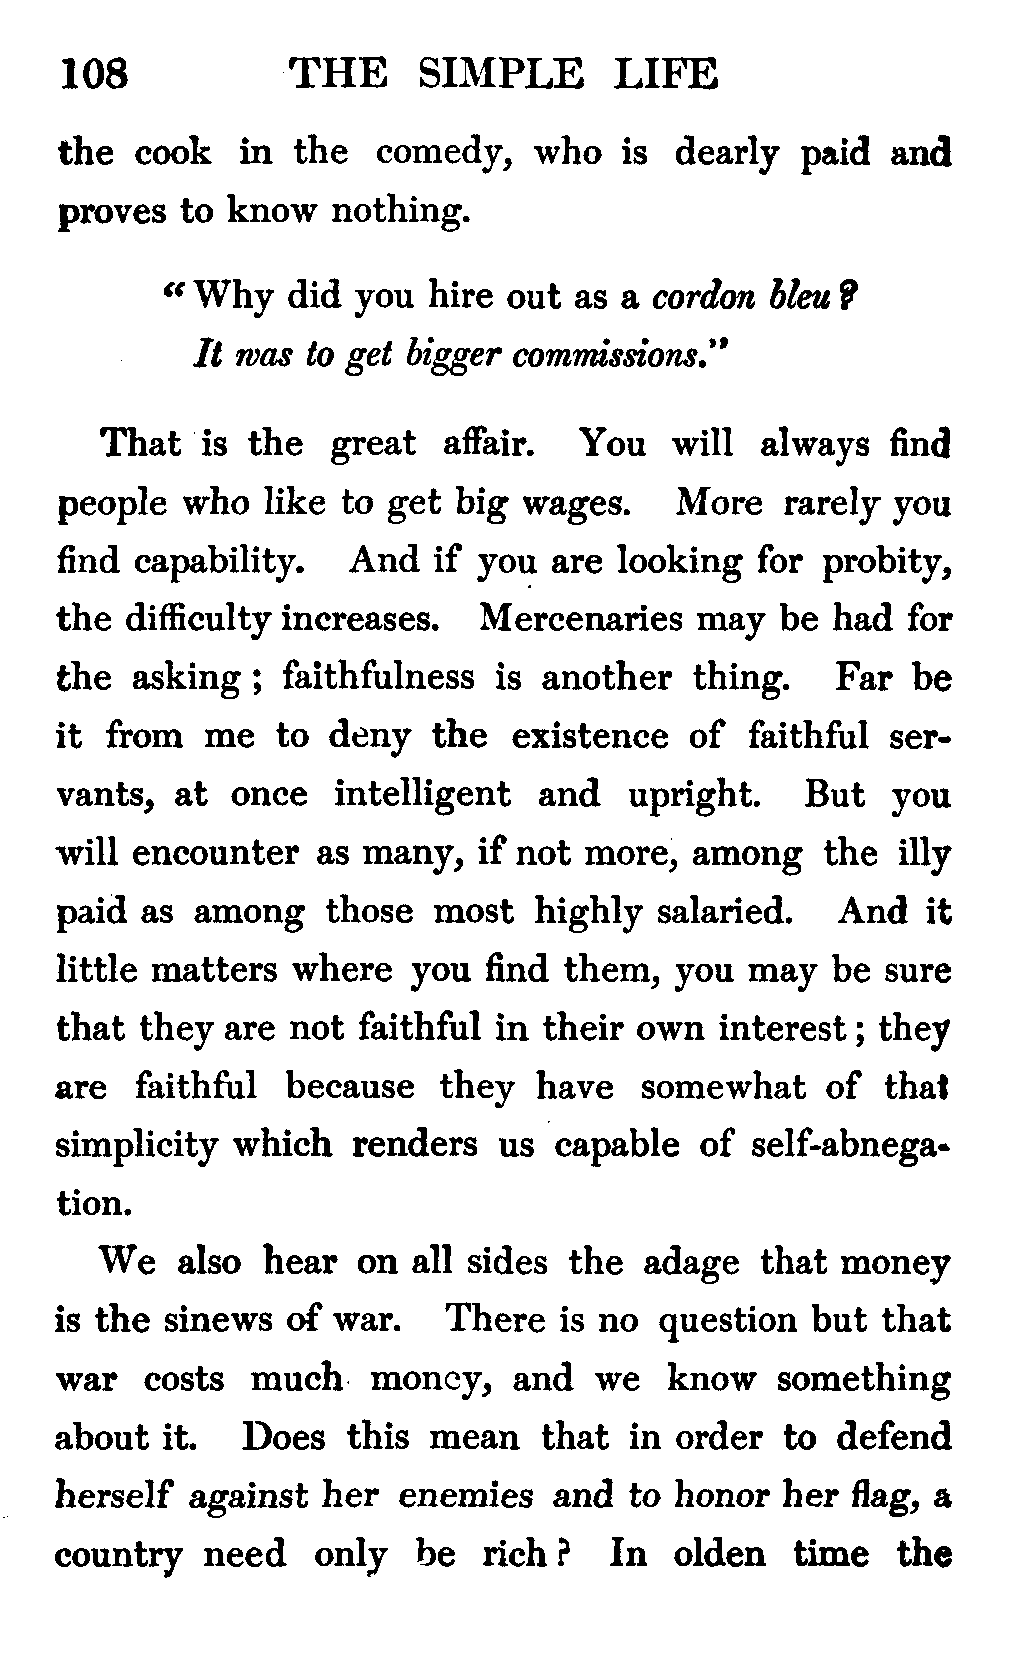 108 THE SIMPLE LIFE
the cook in the comedy, who is dearly paid and
proves to know nothing.
“Why did you hire out as a cordon bleu?
It was to get bigger commissions.”
That is the great affair. You will always find
people who like to get big wages. More rarely you
find capability. And if you are looking for probity,
the difficulty increases. Mercenaries may be had for
the asking; faithfulness is another thing. Far be
it from me to deny the existence of faithful ser-
vants, at once intelligent and upright. But you
will encounter as many, if not more, among the illy
paid as among those most highly salaried. And it
little matters where you find them, you may be sure
that they are not faithful in their own interest; they
are faithful because they have somewhat of that
simplicity which renders us capable of self-abnega-
tion.
We also hear on all sides the adage that money
is the sinews of war. There is no question but that
war costs much money, and we know something
about it. Does this mean that in order to defend
herself against her enemies and to honor her flag, a
country need only be rich? In olden time the